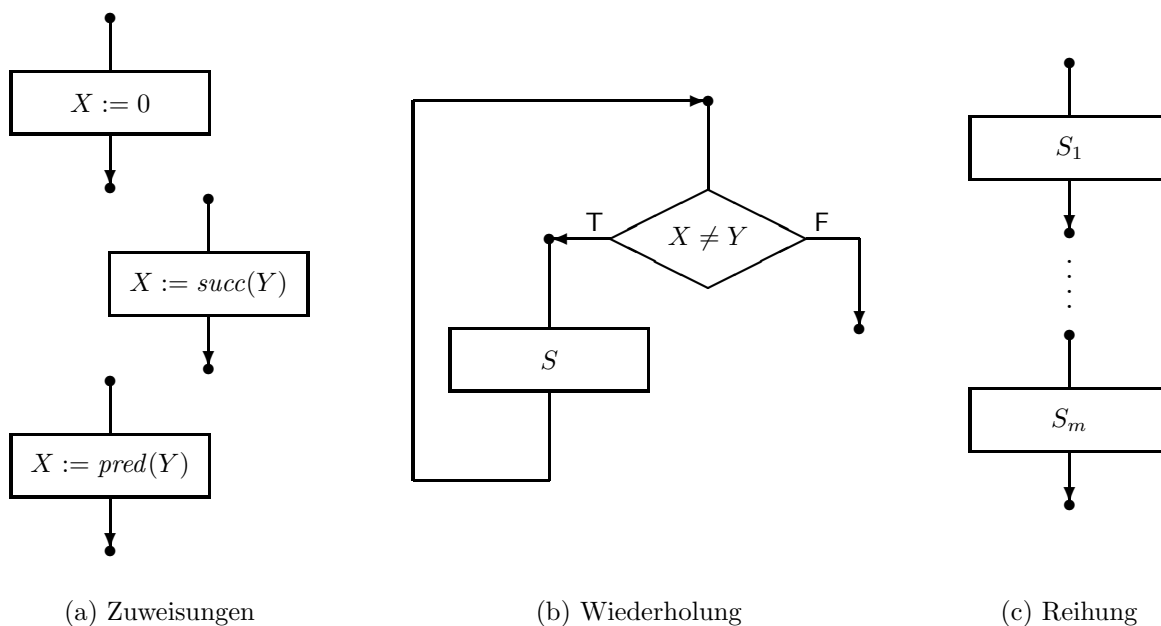 X := 0
X := succ(Y)
X := pred(Y)
(a) Zuweisungen
T
X ≠ Y
F
S
(b) Wiederholung
S₁
Sₘ
(c) Reihung